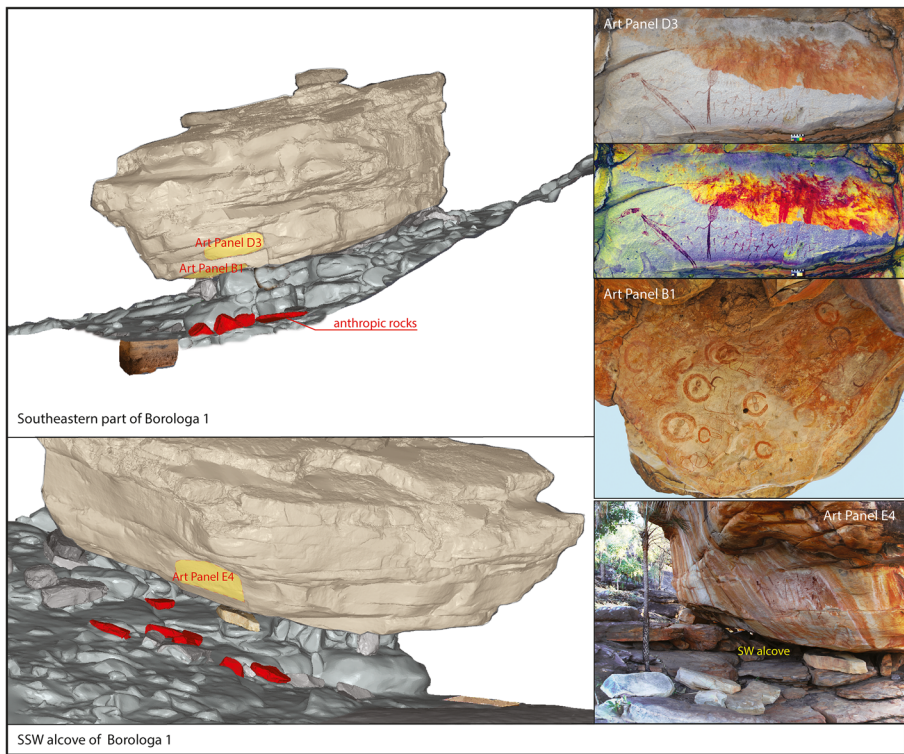 Art Panel D3
Art Panel B1
anthropic rocks
Southeastern part of Borologa 1
Art Panel E4
SSW alcove of Borologa 1
Art Panel D3
Art Panel B1
Art Panel E4
SW alcove